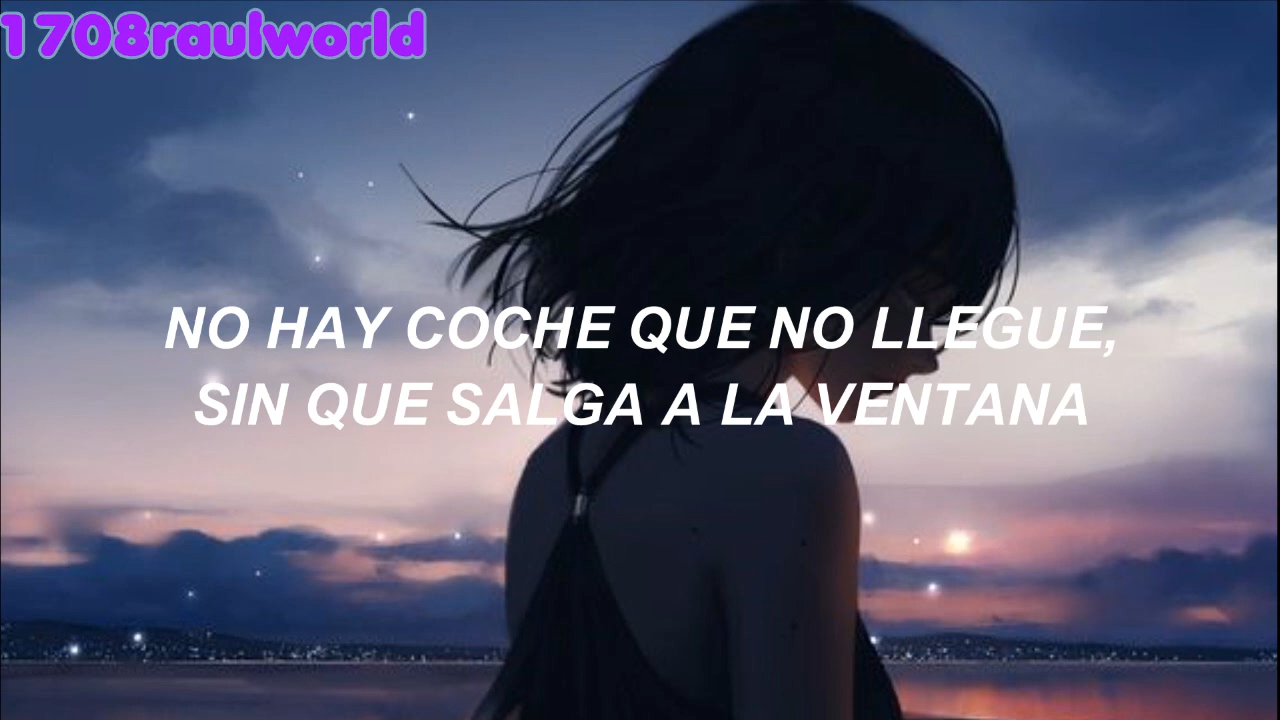 1708raulworld
NO HAY COCHE QUE NO LLEGUE,
SIN QUE SALGA A LA VENTANA